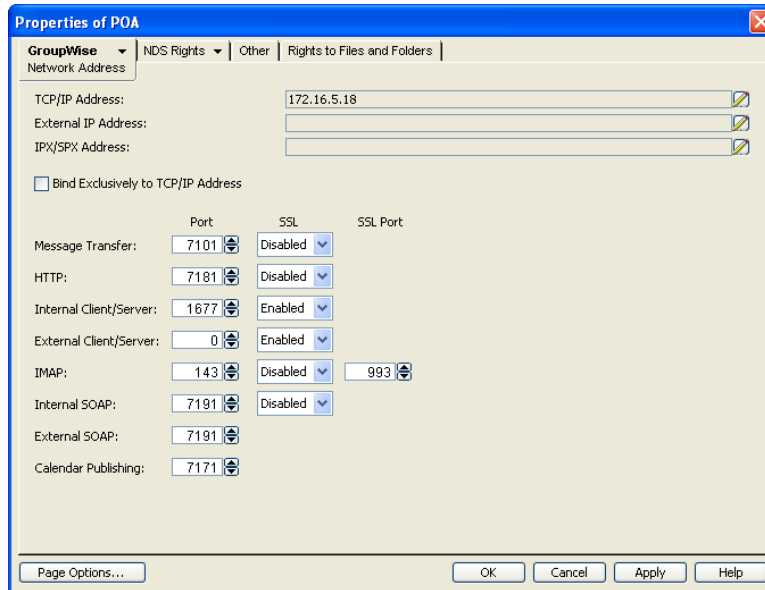 Properties of POA
GroupWise NDS Rights Other Rights to Files and Folders
Network Address
TCP/IP Address: 172.16.5.18
External IP Address:
IPX/SPX Address:
Bind Exclusively to TCP/IP Address
Port SSL SSL Port
Message Transfer: 7101 Disabled
HTTP: 7181 Disabled
Internal Client/Server: 1677 Enabled
External Client/Server: 0 Enabled
IMAP: 143 Disabled 993
Internal SOAP: 7191 Disabled
External SOAP: 7191
Calendar Publishing: 7171
Page Options... OK Cancel Apply Help